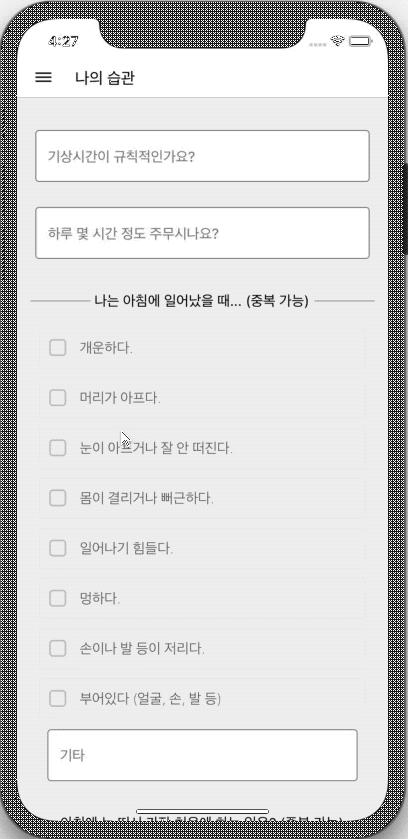 4:27
나의 습관
기상시간이 규칙적인가요?
하루 몇 시간 정도 주무시나요?
나는 아침에 일어났을 때... (중복 가능)
개운하다.
머리가 아프다.
눈이 아프거나 잘 안 떠진다.
몸이 결리거나 뻐근하다.
일어나기 힘들다.
멍하다.
손이나 발 등이 저리다.
부어있다 (얼굴, 손, 발 등)
기타